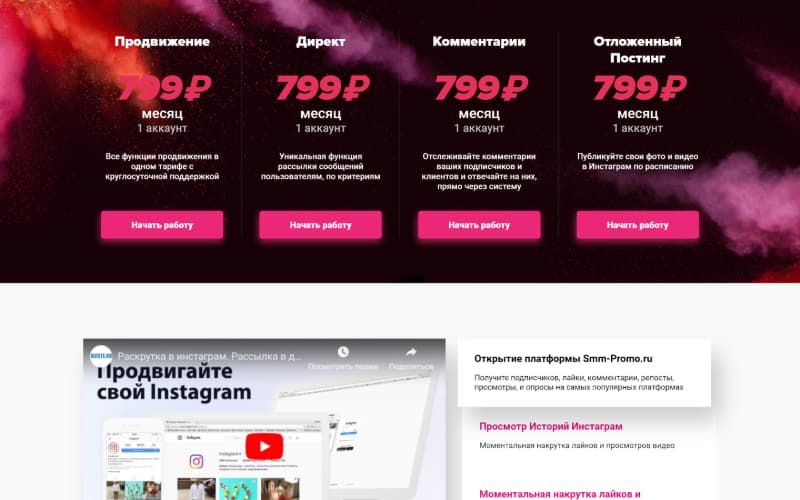 Продвижение
799₽
месяц
1 аккаунт
Все функции продвижения в
одном тарифе с
круглосуточной поддержкой
Начать работу
Директ
799₽
месяц
1 аккаунт
Уникальная функция
рассылки сообщений
пользователям, по критериям
Начать работу
Комментарии
799₽
месяц
1 аккаунт
Отслеживайте комментарии
ваших подписчиков и
клиентов и отвечайте на них,
прямо через систему
Начать работу
Отложенный
Постинг
799₽
месяц
1 аккаунт
Публикуйте свои фото и видео
в Инстаграм по расписанию
Начать работу
Раскрутка в инстаграм. Рассылка в д...
Посмотреть позже
Поделиться
Продвигайте
свой Instagram
Открытие платформы Smm-Promo.ru
Получите подписчиков, лайки, комментарии, репосты,
просмотры, и опросы на самых популярных платформах
Просмотр Историй Инстаграм
Моментальная накрутка лайков и просмотров видео
Моментальная накрутка лайков и